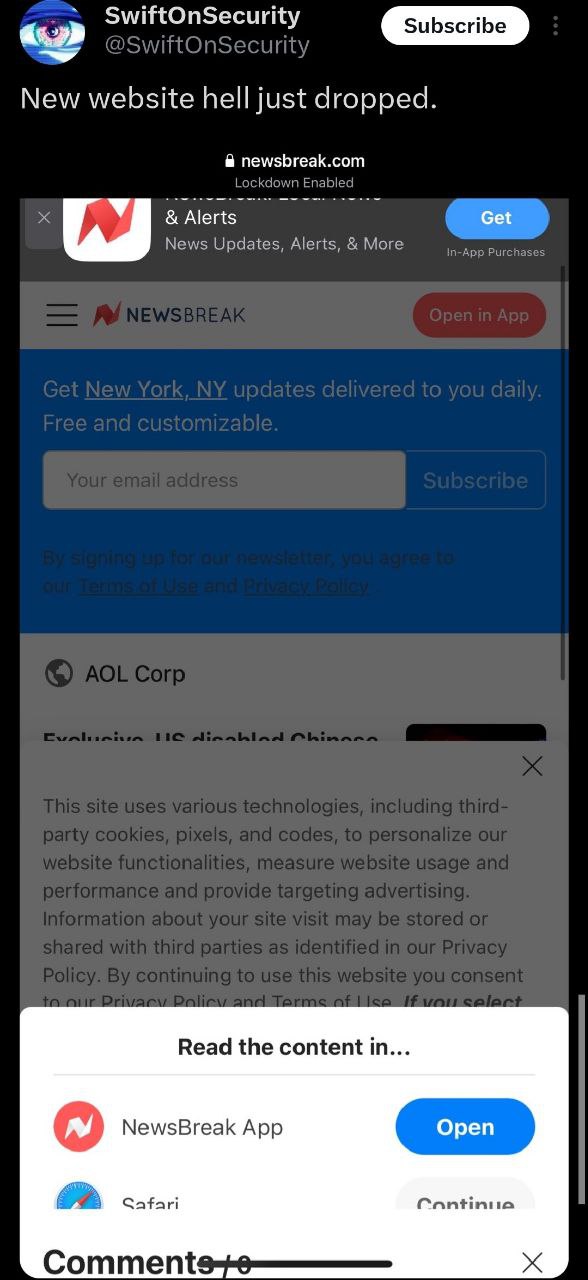 SwiftOnSecurity
@SwiftOnSecurity
Subscribe
New website hell just dropped.
newsbreak.com
Lockdown Enabled
NewsBreak: Local News
& Alerts
News Updates, Alerts, & More
Get
In-App Purchases
NEWSBREAK
Open in App
Get New York, NY updates delivered to you daily.
Free and customizable.
Your email address
Subscribe
By signing up for our newsletter, you agree to
our Terms of Use and Privacy Policy.
AOL Corp
Exclusive-US disabled Chinese
This site uses various technologies, including third-
party cookies, pixels, and codes, to personalize our
website functionalities, measure website usage and
performance and provide targeting advertising.
Information about your site visit may be stored or
shared with third parties as identified in our Privacy
Policy. By continuing to use this website you consent
to our Privacy Policy and Terms of Use. If you select
Read the content in...
NewsBreak App
Open
Safari
Continue
Comments / 0